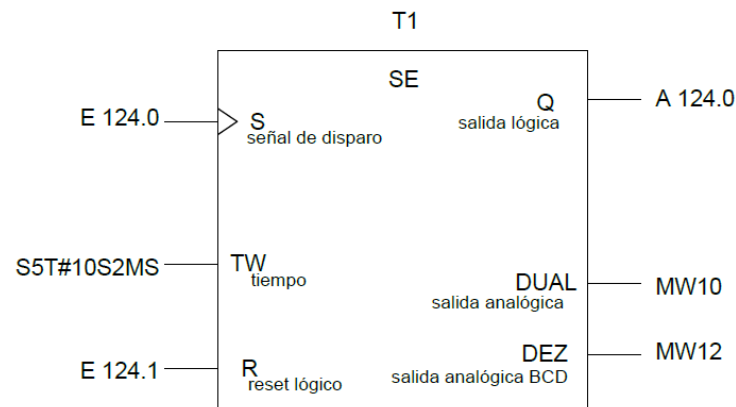 T1
SE
E 124.0
S
señal de disparo
Q
salida lógica
A 124.0
S5T#10S2MS
TW
tiempo
DUAL
salida analógica
MW10
E 124.1
R
reset lógico
DEZ
salida analógica BCD
MW12